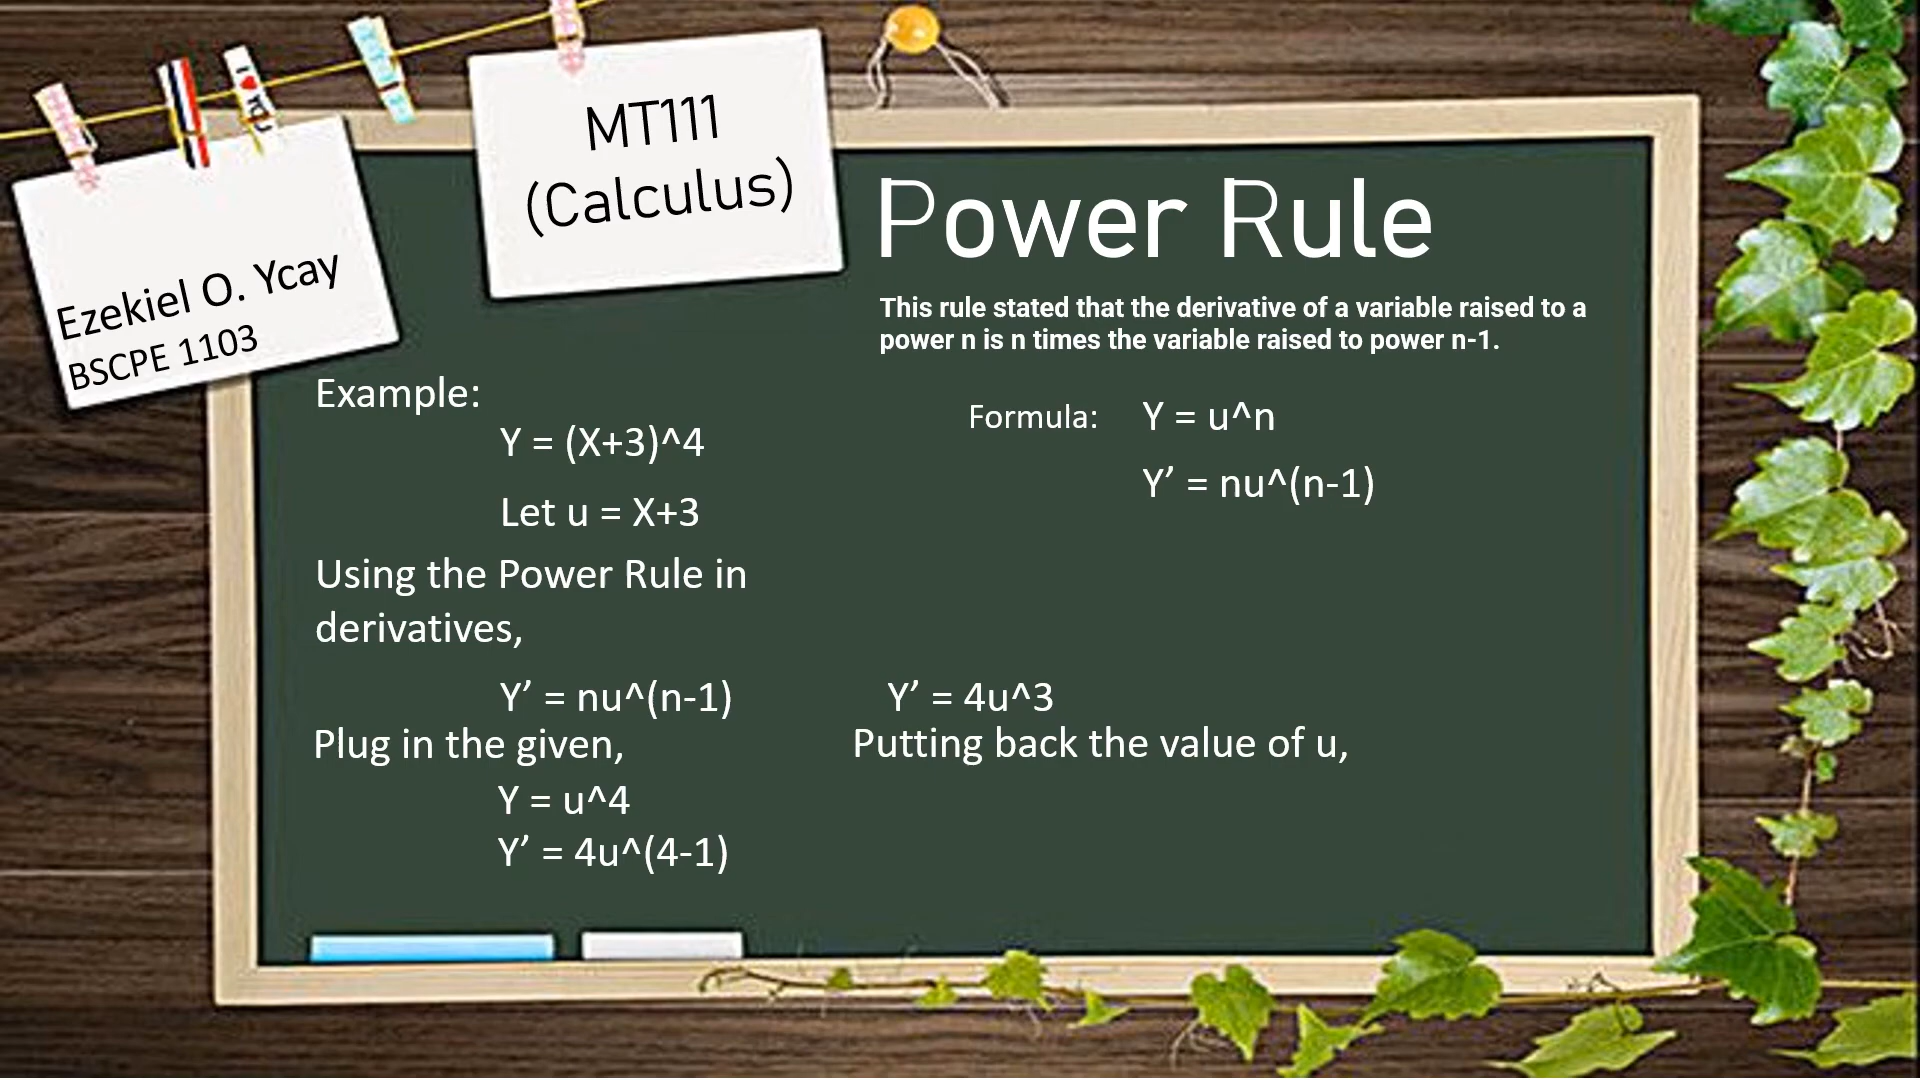 I ♥ YOU
MT111
(Calculus)
Ezekiel O. Ycay
BSCPE 1103
Power Rule
This rule stated that the derivative of a variable raised to a
power n is n times the variable raised to power n-1.
Formula: Y = u^n
Y’ = nu^(n-1)
Example:
Y = (X+3)^4
Let u = X+3
Using the Power Rule in
derivatives,
Y’ = nu^(n-1)
Plug in the given,
Y = u^4
Y’ = 4u^(4-1)
Y’ = 4u^3
Putting back the value of u,